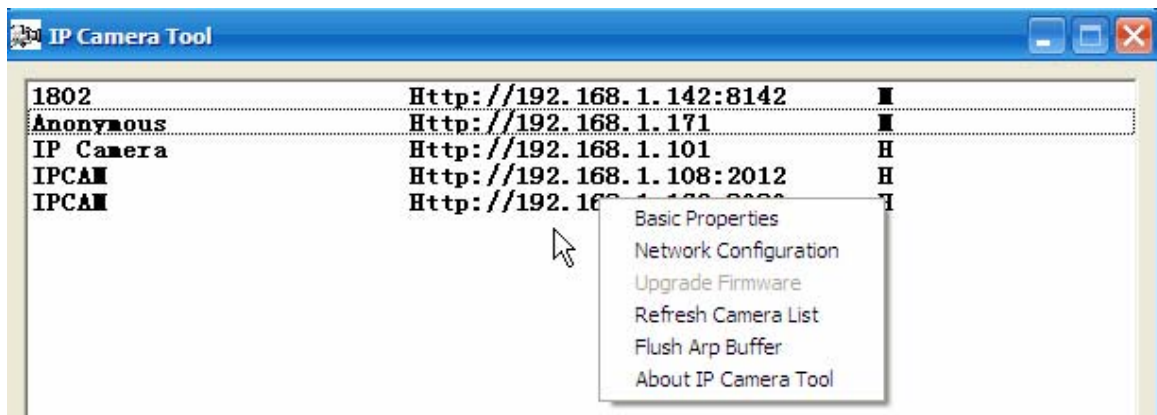 IP Camera Tool
1802 Http://192.168.1.142:8142 M
Anonymous Http://192.168.1.171 M
IP Camera Http://192.168.1.101 H
IPCAM Http://192.168.1.108:2012 H
IPCAM H
Basic Properties
Network Configuration
Upgrade Firmware
Refresh Camera List
Flush Arp Buffer
About IP Camera Tool